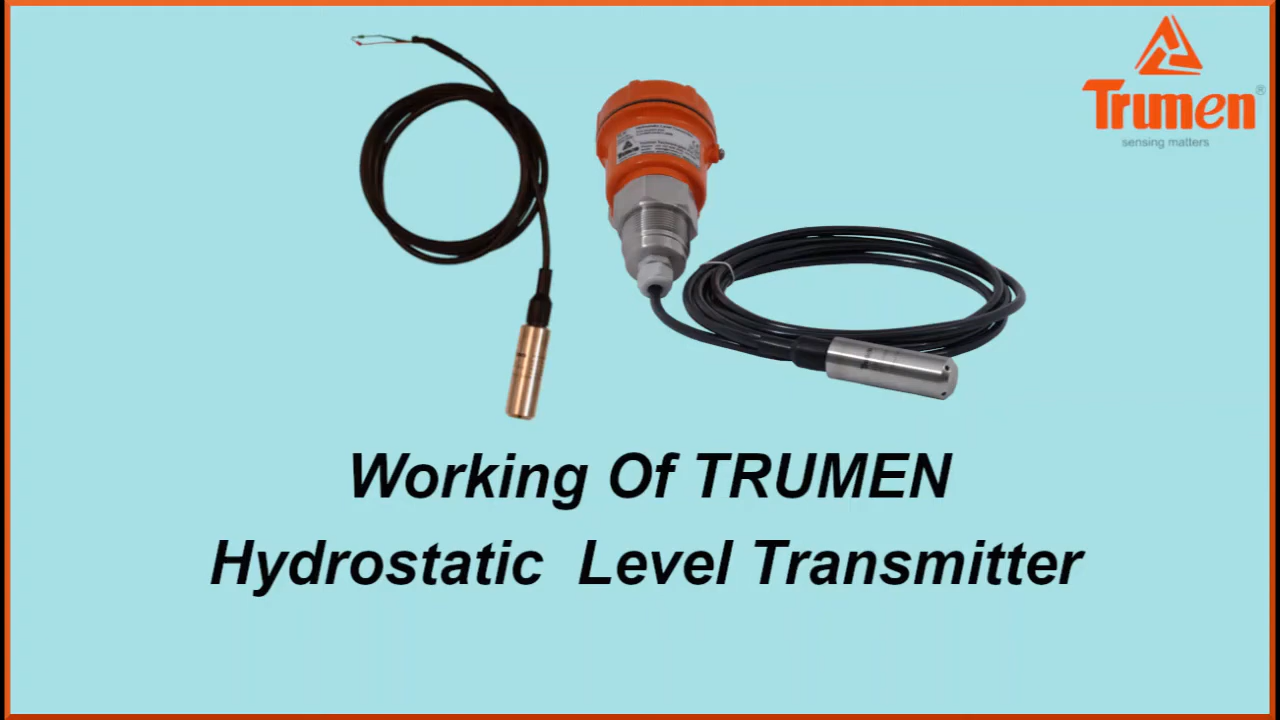 Trumen®
sensing matters
Working Of TRUMEN
Hydrostatic Level Transmitter